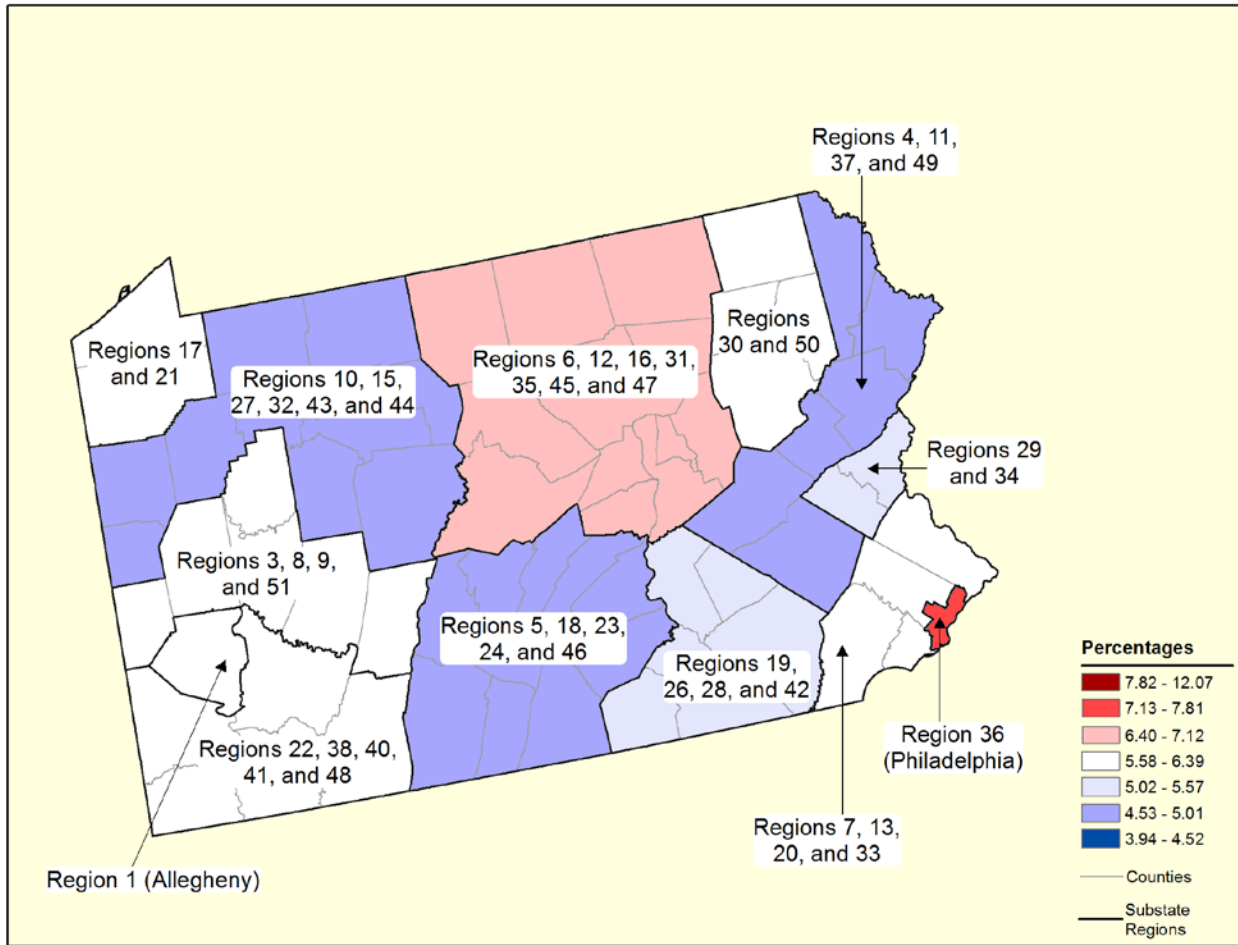 Regions 4, 11,
37, and 49
Regions 17
and 21
Regions 10, 15,
27, 32, 43, and 44
Regions 6, 12, 16, 31,
35, 45, and 47
Regions
30 and 50
Regions 29
and 34
Regions 3, 8, 9,
and 51
Regions 5, 18, 23,
24, and 46
Regions 19,
26, 28, and 42
Regions 22, 38, 40,
41, and 48
Region 36
(Philadelphia)
Regions 7, 13,
20, and 33
Region 1 (Allegheny)
Percentages
7.82 - 12.07
7.13 - 7.81
6.40 - 7.12
5.58 - 6.39
5.02 - 5.57
4.53 - 5.01
3.94 - 4.52
Counties
Substate
Regions